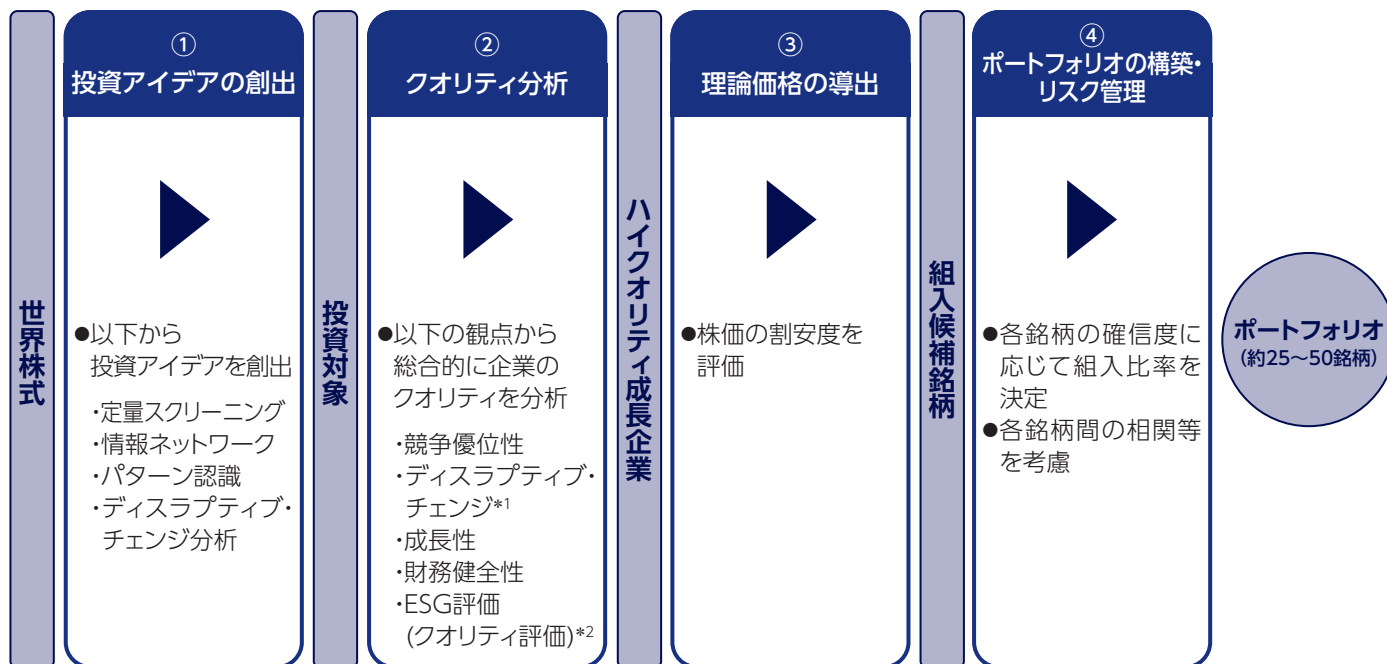 世界株式
①
投資アイデアの創出
●以下から
投資アイデアを創出
・定量スクリーニング
・情報ネットワーク
・パターン認識
・ディスラプティブ・
チェンジ分析
投資対象
②
クオリティ分析
●以下の観点から
総合的に企業の
クオリティを分析
・競争優位性
・ディスラプティブ・
チェンジ*1
・成長性
・財務健全性
・ESG評価
(クオリティ評価)*2
ハイクオリティ成長企業
③
理論価格の導出
●株価の割安度を
評価
組入候補銘柄
④
ポートフォリオの構築・
リスク管理
●各銘柄の確信度に
応じて組入比率を
決定
●各銘柄間の相関等
を考慮
ポートフォリオ
(約25～50銘柄)